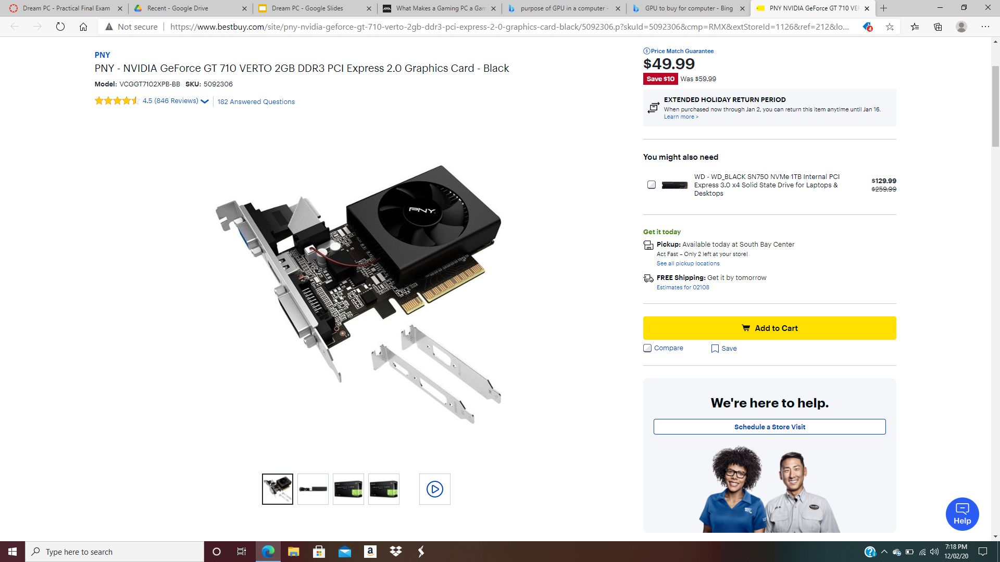 Dream PC - Practical Final Exam
Recent - Google Drive
Dream PC - Google Slides
What Makes a Gaming PC a Gam
purpose of GPU in a computer -
GPU to buy for computer - Bing
PNY NVIDIA GeForce GT 710 VER
Not secure
https://www.bestbuy.com/site/pny-nvidia-geforce-gt-710-verto-2gb-ddr3-pci-express-2-0-graphics-card-black/5092306.p?skuId=5092306&cmp=RMX&extStoreId=1126&ref=212&lo...
4
PNY
PNY - NVIDIA GeForce GT 710 VERTO 2GB DDR3 PCI Express 2.0 Graphics Card - Black
Model: VCGGT7102XPB-BB SKU: 5092306
4.5 (846 Reviews)
182 Answered Questions
PNY
Price Match Guarantee
$49.99
Save $10 Was $59.99
EXTENDED HOLIDAY RETURN PERIOD
When purchased now through Jan 2, you can return this item anytime until Jan 16.
Learn more >
You might also need
WD - WD_BLACK SN750 NVMe 1TB Internal PCI
Express 3.0 x4 Solid State Drive for Laptops &
Desktops
$129.99
$259.99
Get it today
Pickup: Available today at South Bay Center
Act Fast – Only 2 left at your store!
See all pickup locations
FREE Shipping: Get it by tomorrow
Estimates for 02108
Add to Cart
Compare
Save
We're here to help.
Schedule a Store Visit
Help
Type here to search
7:18 PM
12/02/20